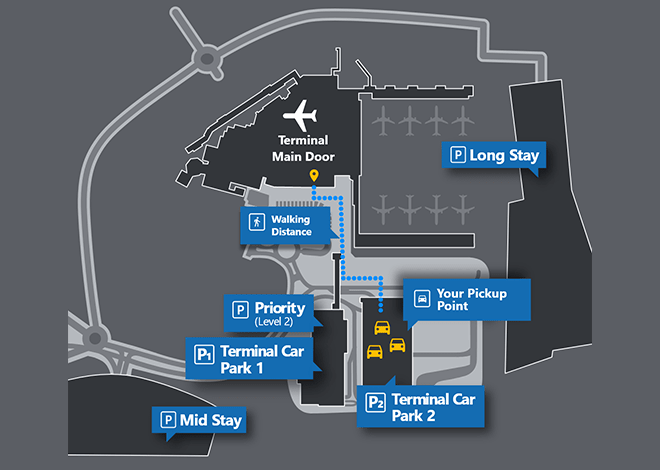 Terminal
Main Door
P Long Stay
Walking
Distance
Your Pickup
Point
P Priority
(Level 2)
P1 Terminal Car
Park 1
P2 Terminal Car
Park 2
P Mid Stay